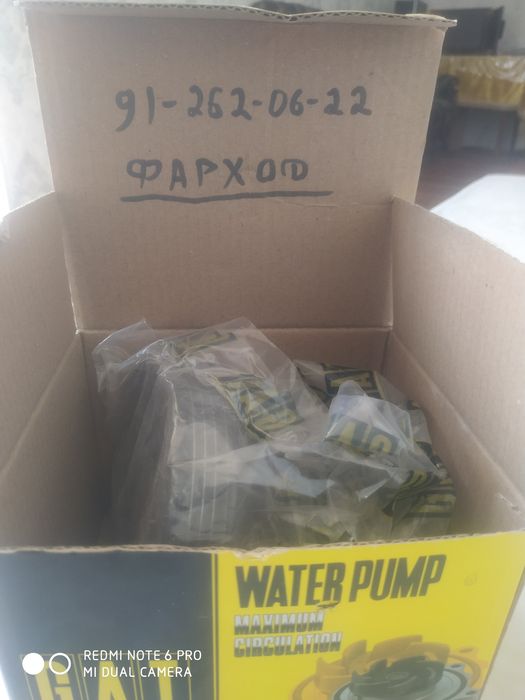 91-262-06-22
ФАРХОД
WATER PUMP
MAXIMUM
CIRCULATION
REDMI NOTE 6 PRO
MI DUAL CAMERA